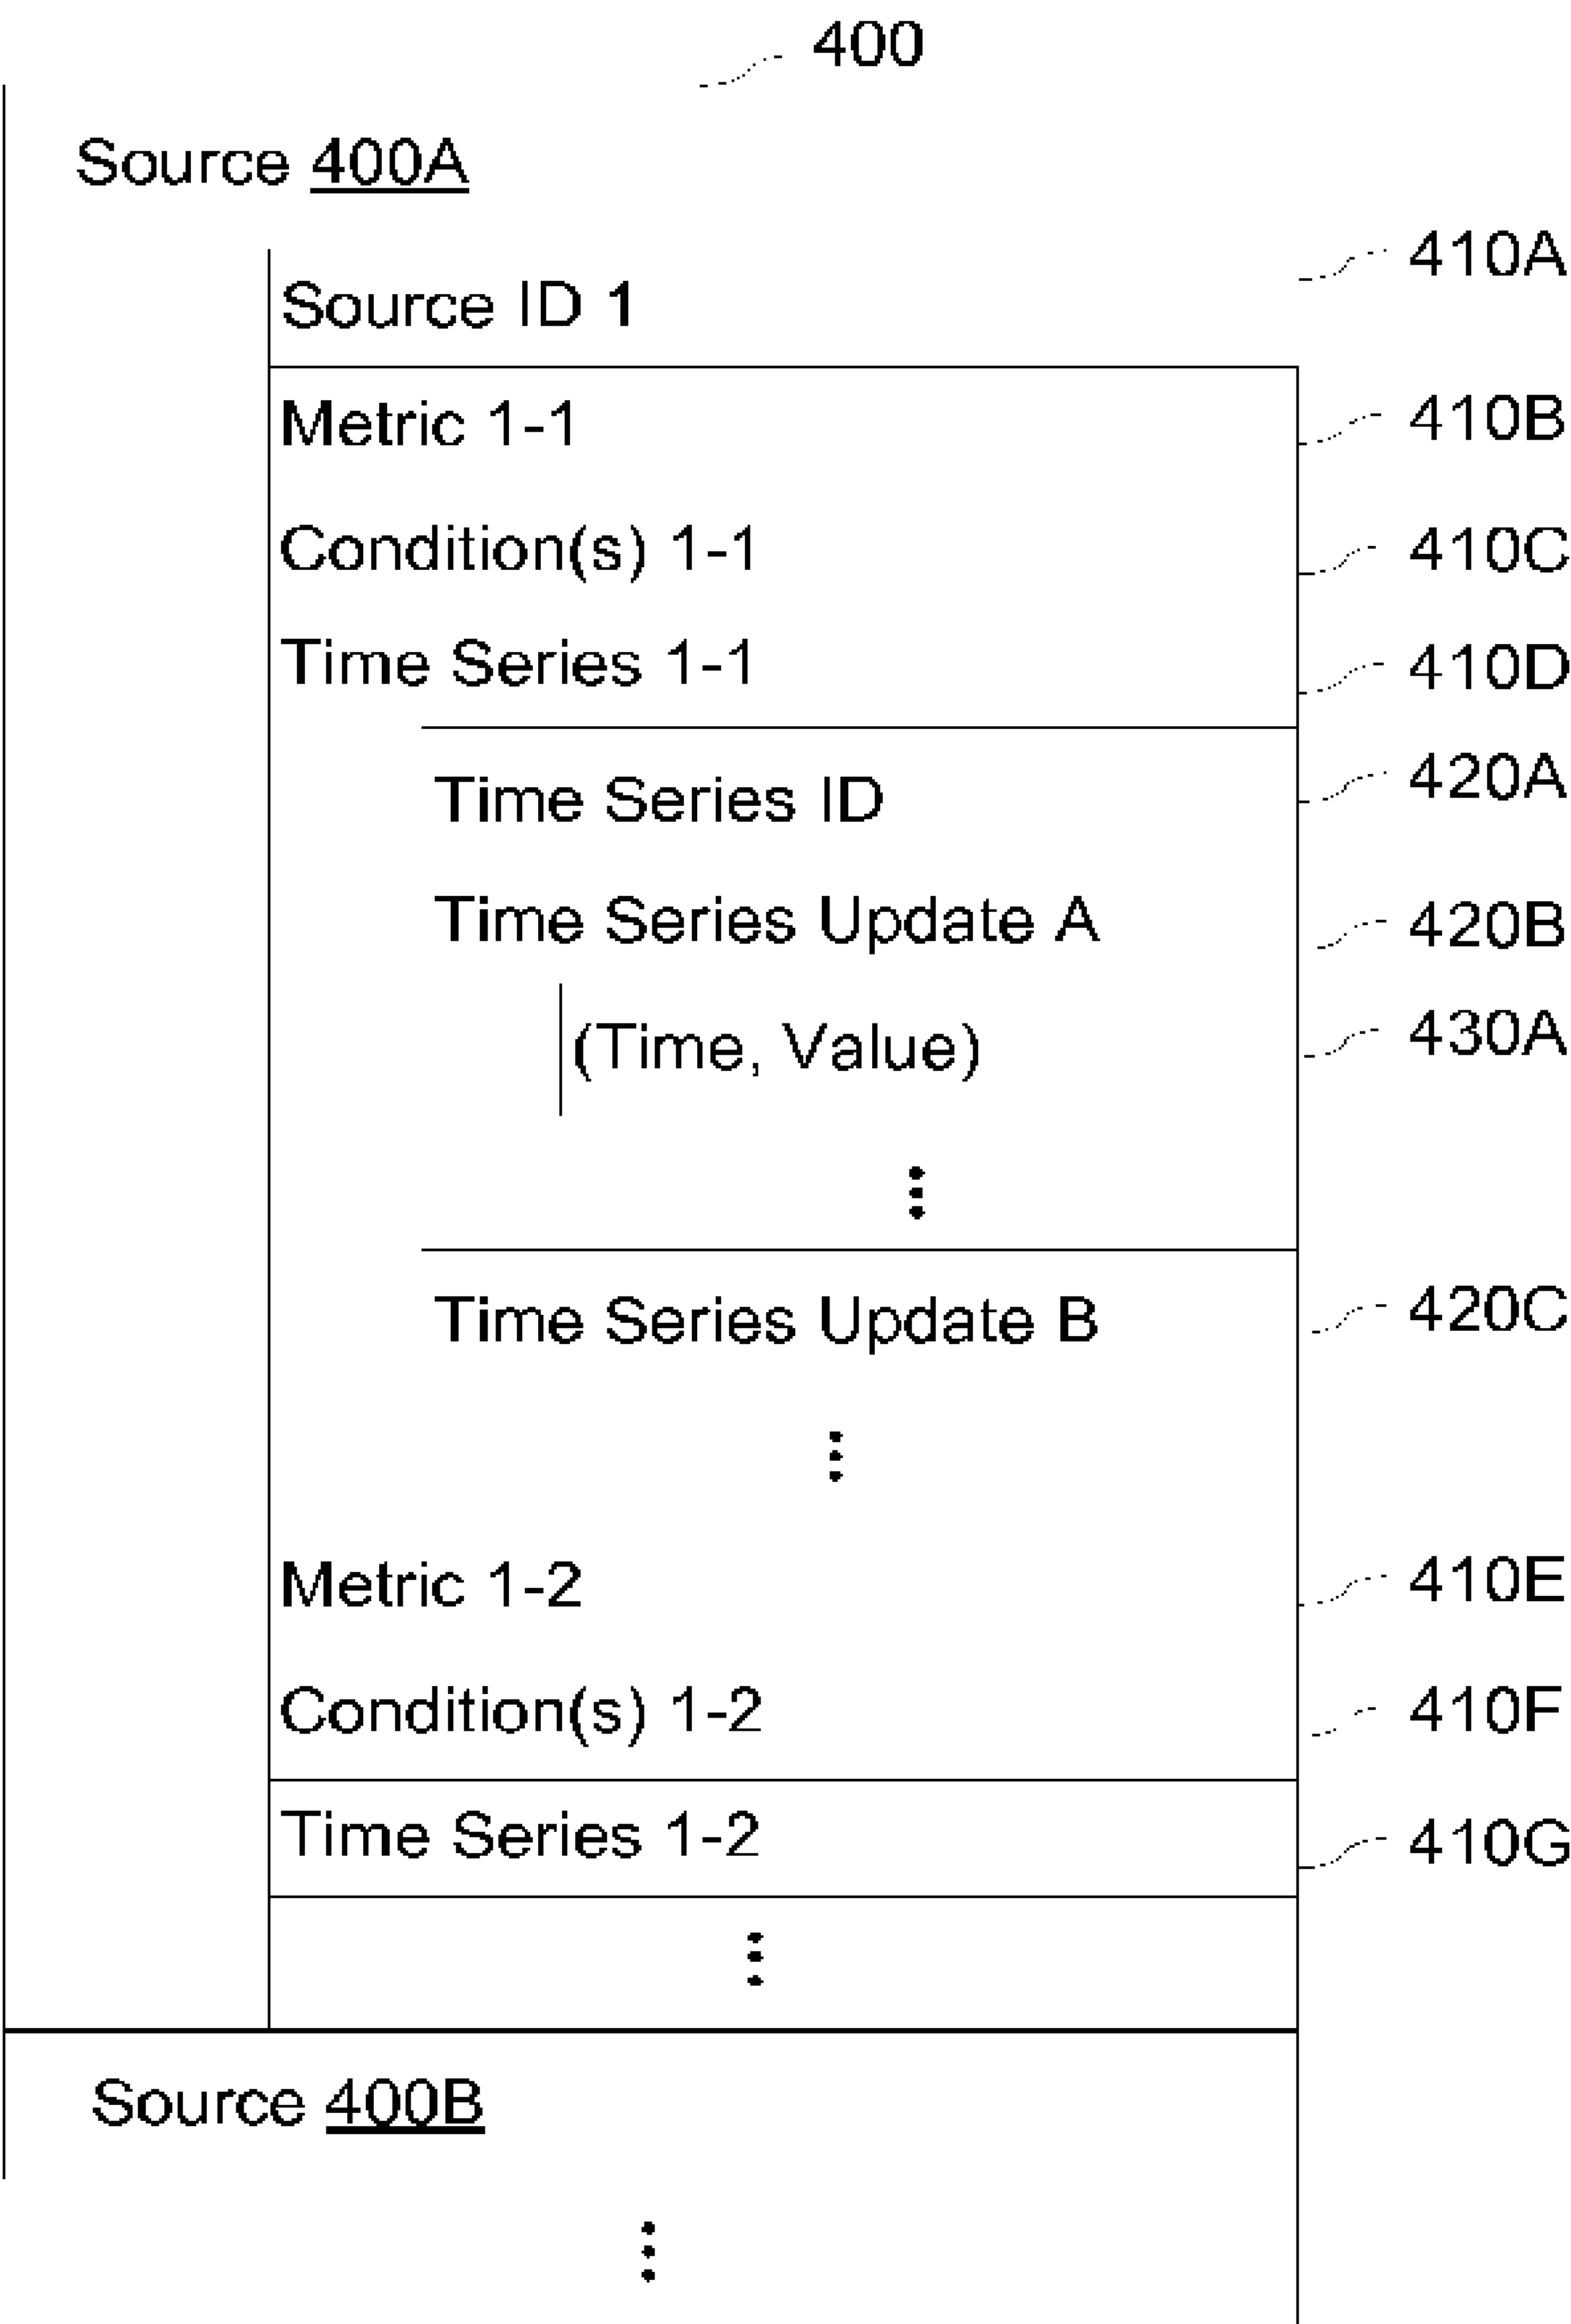 400
Source 400A
410A
Source ID 1
Metric 1-1 410B
Condition(s) 1-1 410C
Time Series 1-1 410D
Time Series ID 420A
Time Series Update A 420B
(Time, Value) 430A
Time Series Update B 420C
Metric 1-2 410E
Condition(s) 1-2 410F
Time Series 1-2 410G
Source 400B